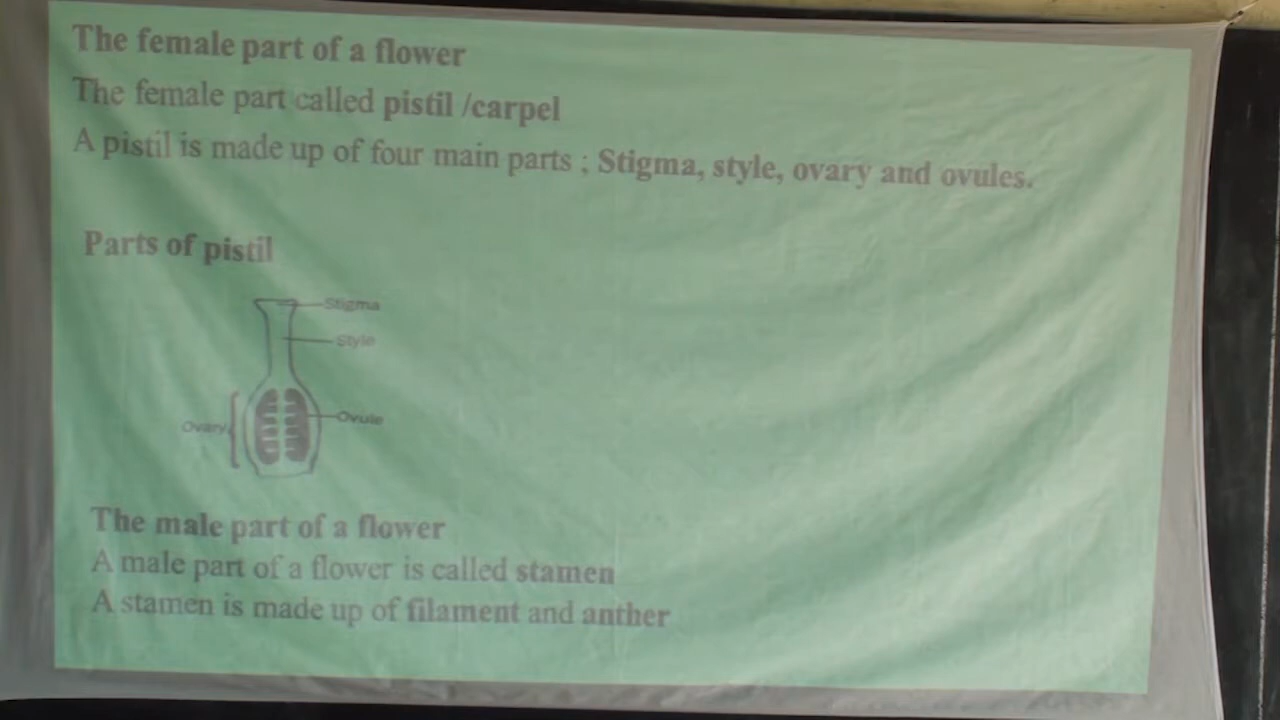 The female part of a flower
The female part called pistil /carpel
A pistil is made up of four main parts ; Stigma, style, ovary and ovules.
Parts of pistil
Stigma
Style
Ovule
Ovary
The male part of a flower
A male part of a flower is called stamen
A stamen is made up of filament and anther